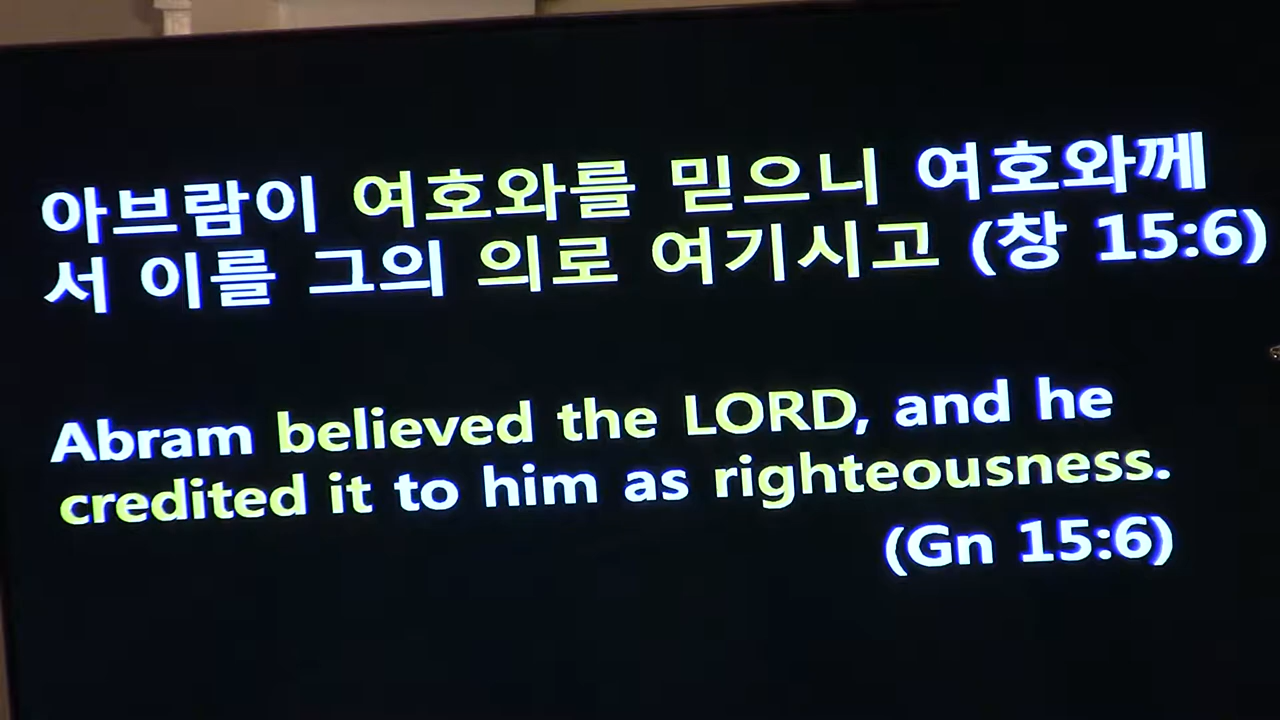 아브람이 여호와를 믿으니 여호와께
서 이를 그의 의로 여기시고 (창 15:6)
Abram believed the LORD, and he
credited it to him as righteousness.
(Gn 15:6)